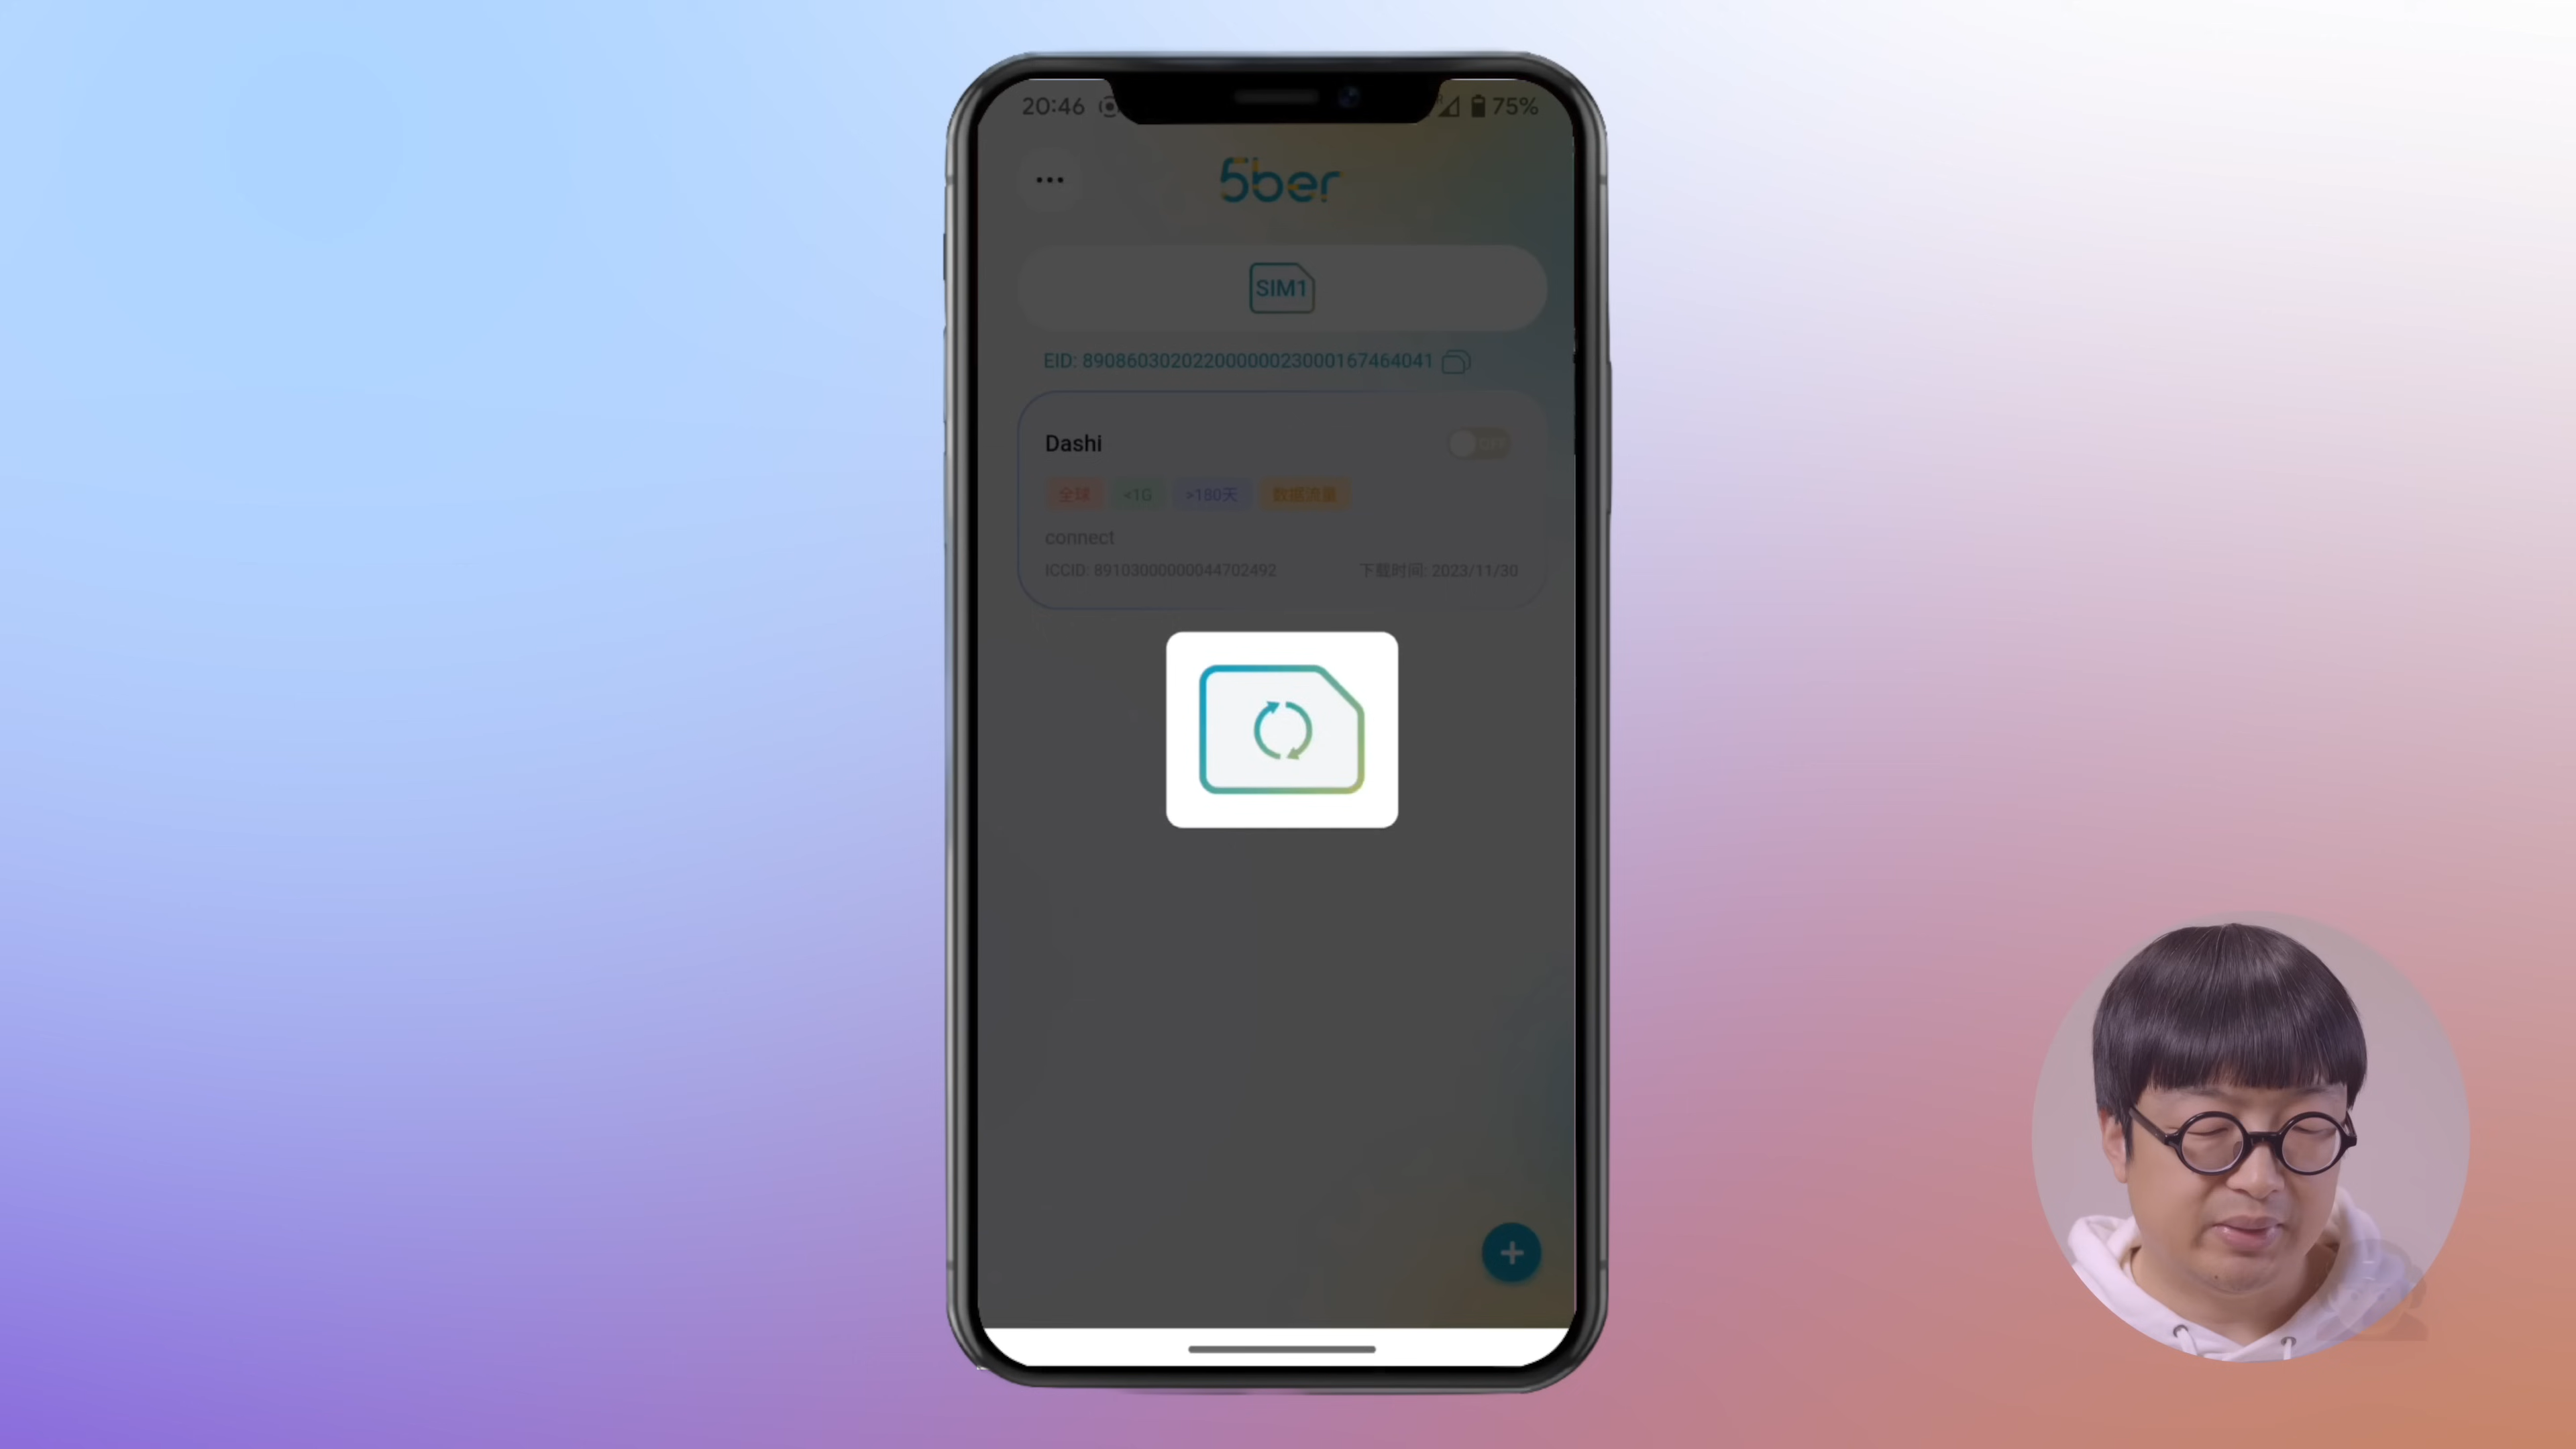 20:46
75%
5ber
SIM1
EID: 89086030202200000023000167464041
Dashi
OFF
全球 <1G >180天 数据流量
connect
ICCID: 89103000000044702492 下载时间: 2023/11/30